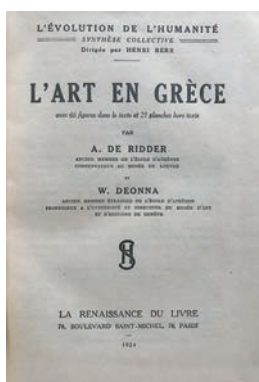 L'ÉVOLUTION DE L'HUMANITÉ
SYNTHÈSE COLLECTIVE
Dirigée par HENRI BERR
L'ART EN GRÈCE
avec 66 figures dans le texte et 23 planches hors texte
PAR
A. DE RIDDER
ANCIEN MEMBRE DE L'ÉCOLE D'ATHÈNES
CONSERVATEUR AU MUSÉE DU LOUVRE
ET
W. DEONNA
ANCIEN MEMBRE ÉTRANGER DE L'ÉCOLE D'ATHÈNES
PROFESSEUR A L'UNIVERSITÉ ET DIRECTEUR DU MUSÉE D'ART
ET D'HISTOIRE DE GENÈVE
LA RENAISSANCE DU LIVRE
78, BOULEVARD SAINT-MICHEL, 78, PARIS
1924